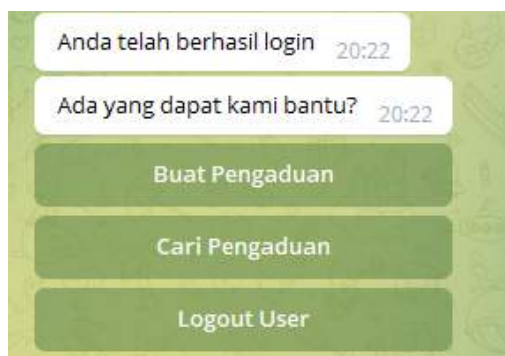 Anda telah berhasil login 20:22
Ada yang dapat kami bantu? 20:22
Buat Pengaduan
Cari Pengaduan
Logout User